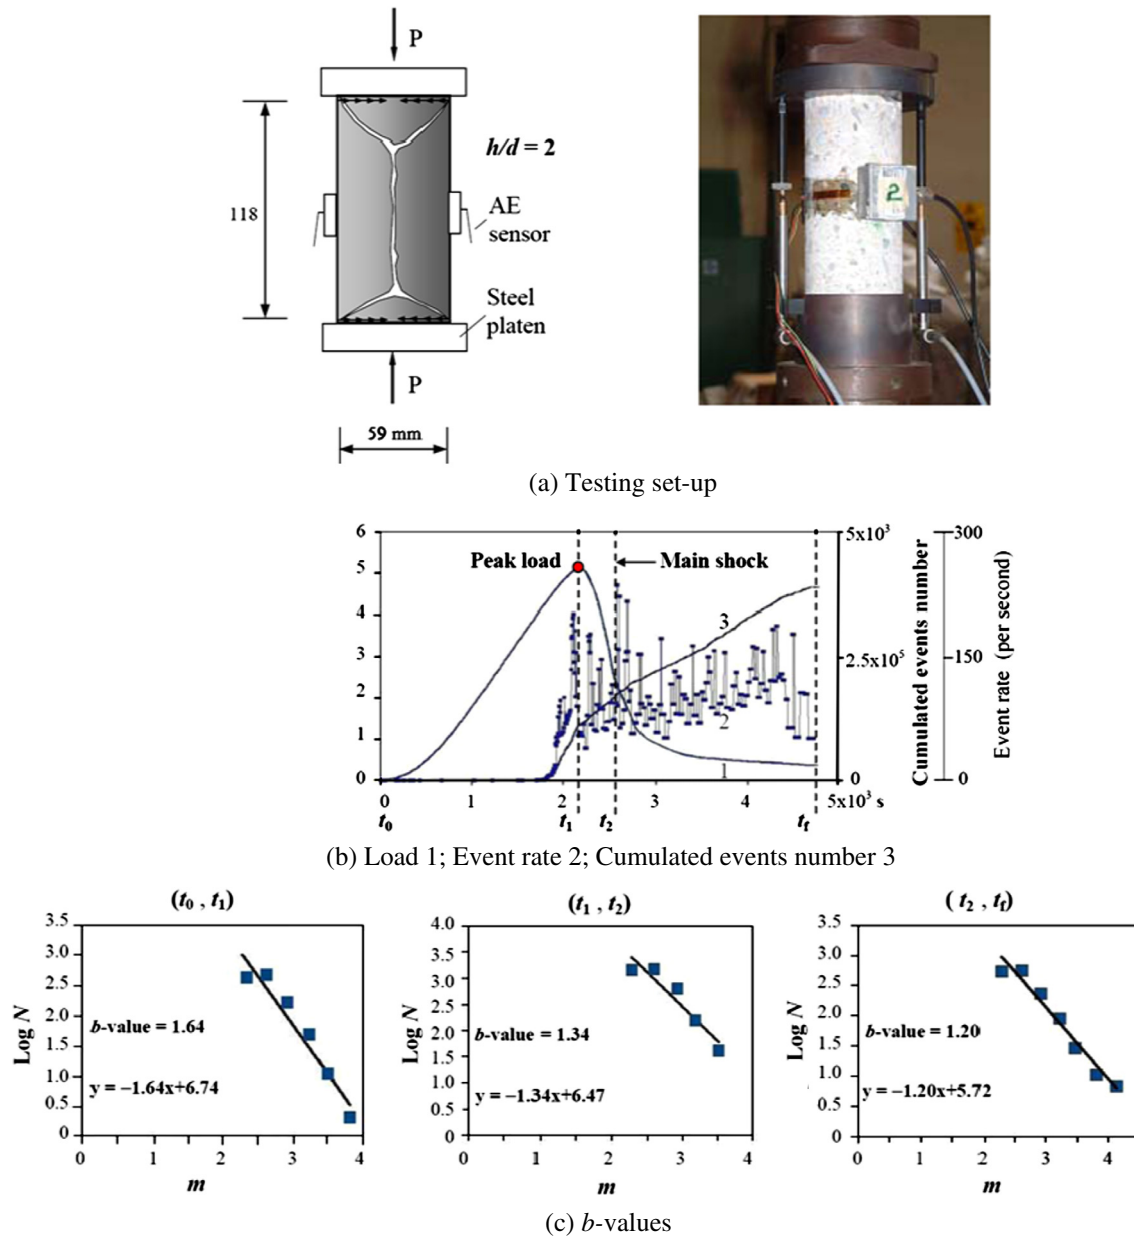 P
h/d = 2
118
AE
sensor
Steel
platen
P
59 mm
2
(a) Testing set-up
6
5
4
3
2
1
0
Peak load
Main shock
3
2
1
5x10³
2.5x10⁵
0
Cumulated events number
300
150
0
Event rate (per second)
0 1 2 3 4 5x10³ s
t₀ t₁ t₂ t_f
(b) Load 1; Event rate 2; Cumulated events number 3
(t₀ , t₁)
3.5
3.0
2.5
2.0
1.5
1.0
0.5
0
Log N
b-value = 1.64
y = −1.64x+6.74
0 1 2 3 4
m
(t₁ , t₂)
4.0
3.5
3.0
2.5
2.0
1.5
1.0
0.5
0
Log N
b-value = 1.34
y = −1.34x+6.47
0 1 2 3 4
m
( t₂ , t_f)
3.5
3.0
2.5
2.0
1.5
1.0
0.5
0
Log N
b-value = 1.20
y = −1.20x+5.72
0 1 2 3 4
m
(c) b-values